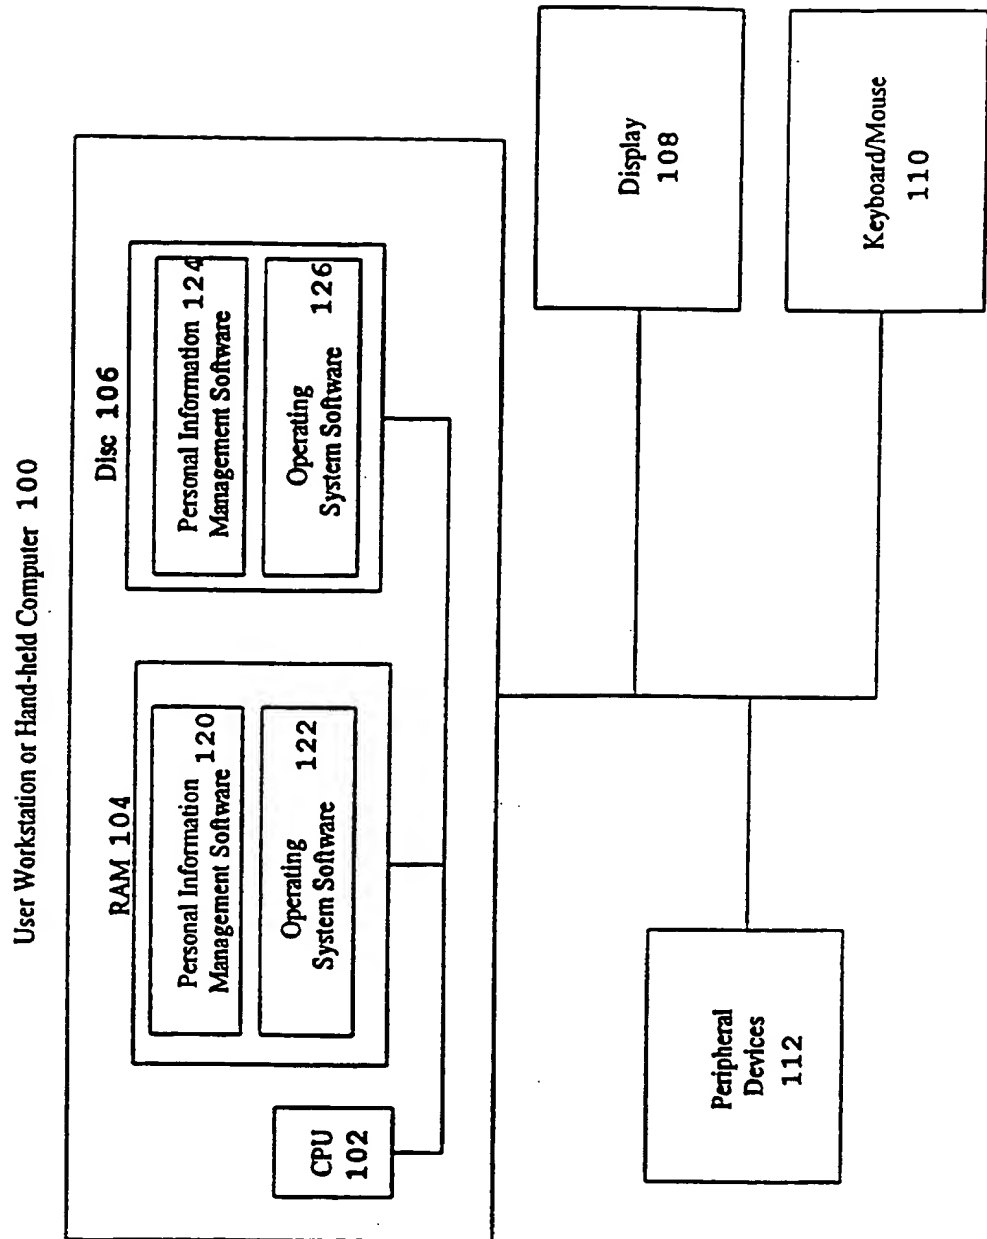 User Workstation or Hand-held Computer 100
RAM 104
Personal Information 120
Management Software
Operating 122
System Software
CPU
102
Disc 106
Personal Information 124
Management Software
Operating 126
System Software
Peripheral
Devices
112
Display
108
Keyboard/Mouse
110